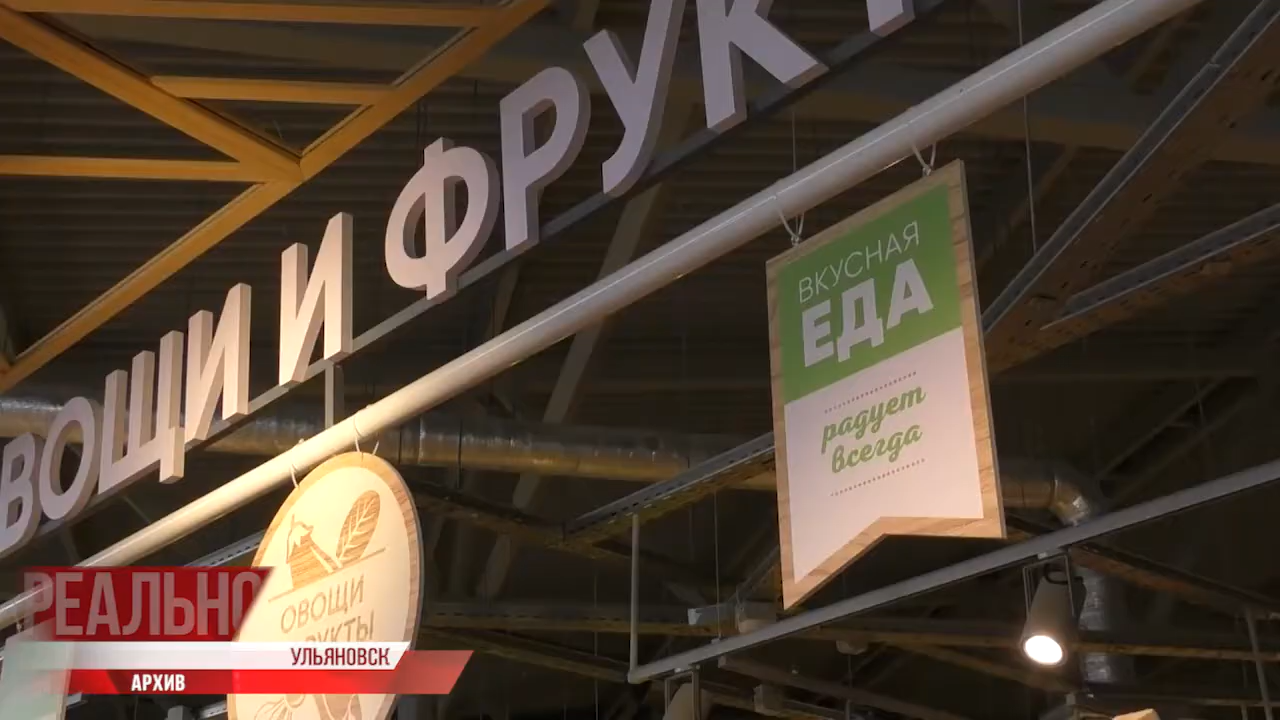 ВОЩИ И ФРУКТ
ВКУСНАЯ
ЕДА
радует
всегда
ОВОЩИ
РЕАЛЬНО
УЛЬЯНОВСК
АРХИВ